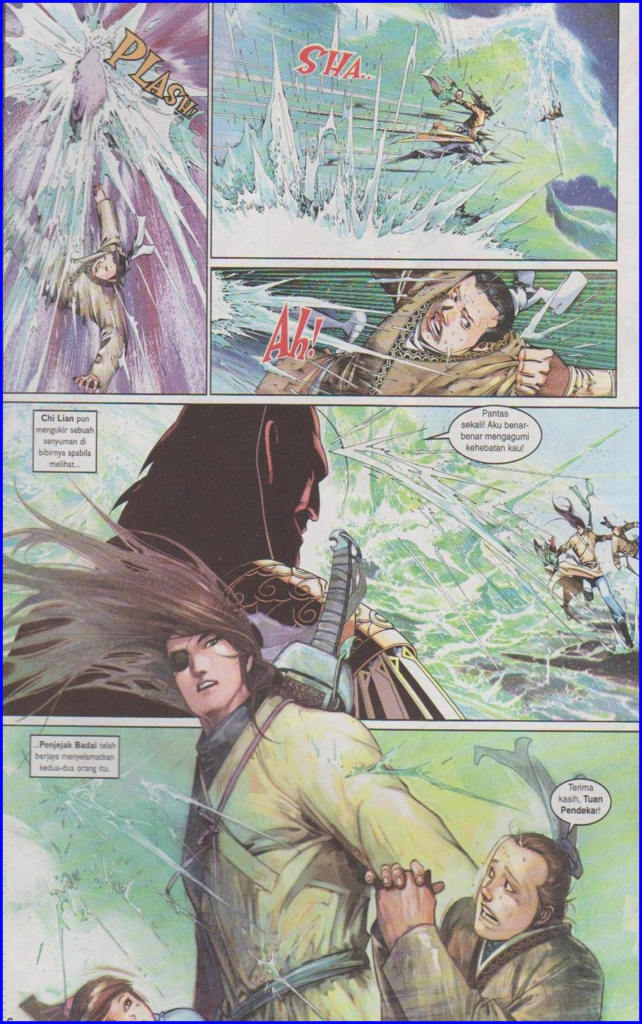 PLASH!
SHA...
Ah!
Chi Lian pun
mengukir sebuah
senyuman di
bibirnya apabila
melihat...
Pantas
sekali! Aku benar-
benar mengagumi
kehebatan kau!
..Penjejak Badai telah
berjaya menyelamatkan
kedua-dua orang itu.
Terima
kasih, Tuan
Pendekar!
6